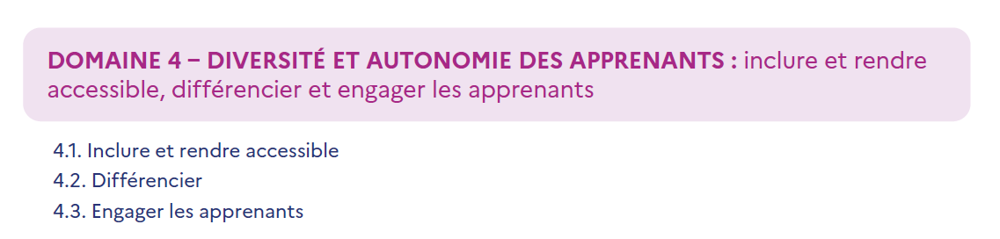 DOMAINE 4 – DIVERSITÉ ET AUTONOMIE DES APPRENANTS : inclure et rendre
accessible, différencier et engager les apprenants
4.1. Inclure et rendre accessible
4.2. Différencier
4.3. Engager les apprenants